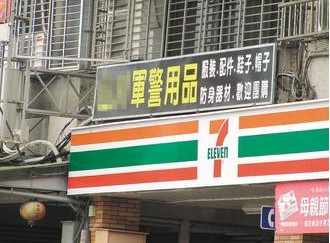 軍警用品
服裝.配件.鞋子.帽子
防身器材.歡迎團購
7
ELEVEN
母親節